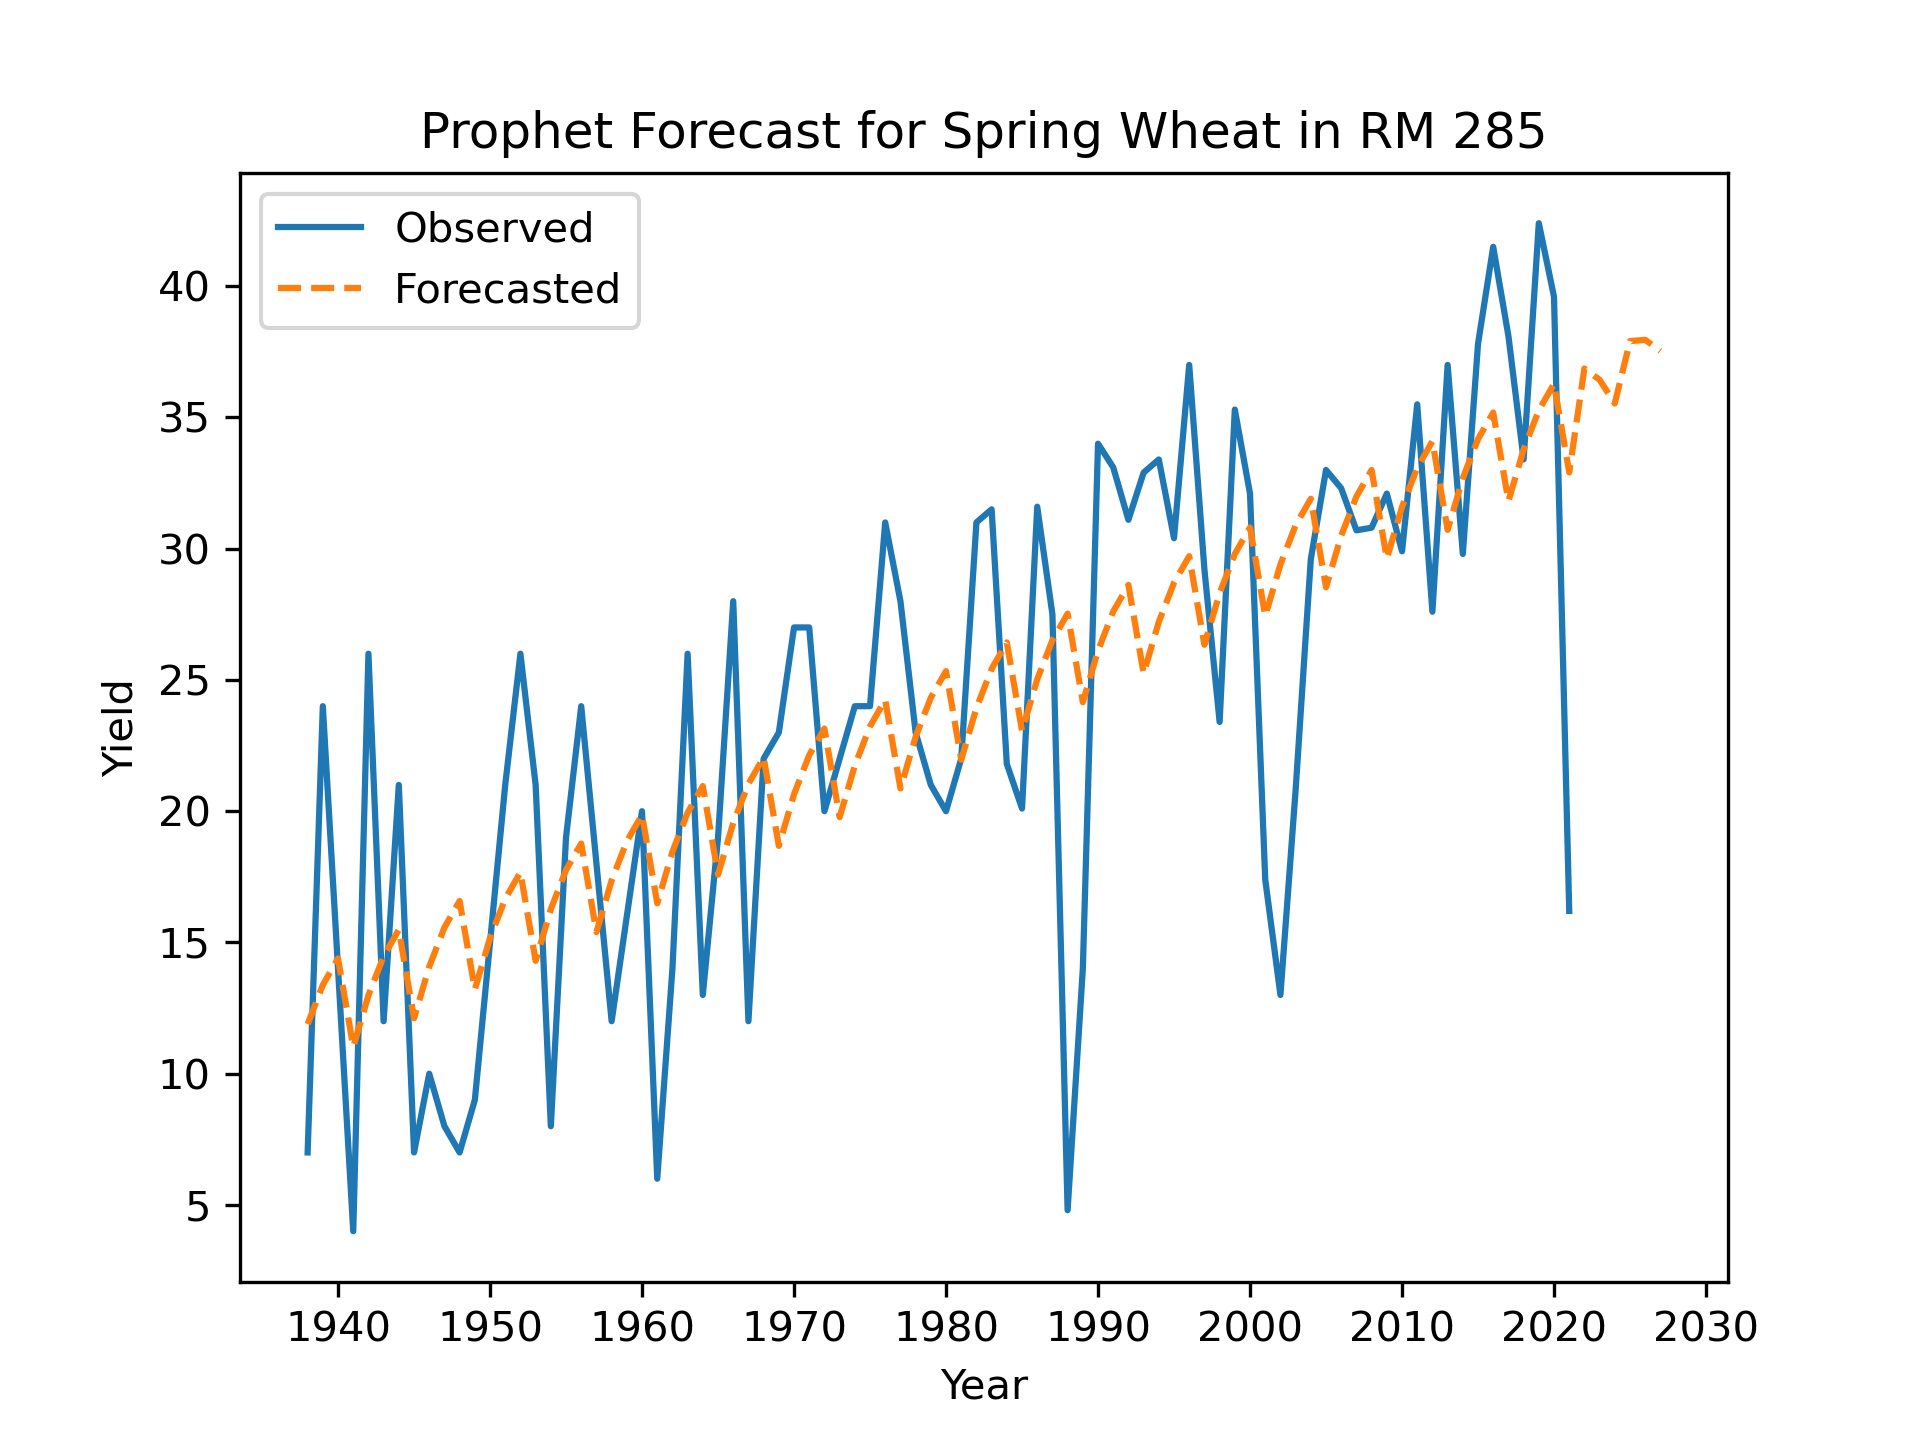 Prophet Forecast for Spring Wheat in RM 285
Observed
Forecasted
40
35
30
25
20
15
10
5
Yield
1940 1950 1960 1970 1980 1990 2000 2010 2020 2030
Year